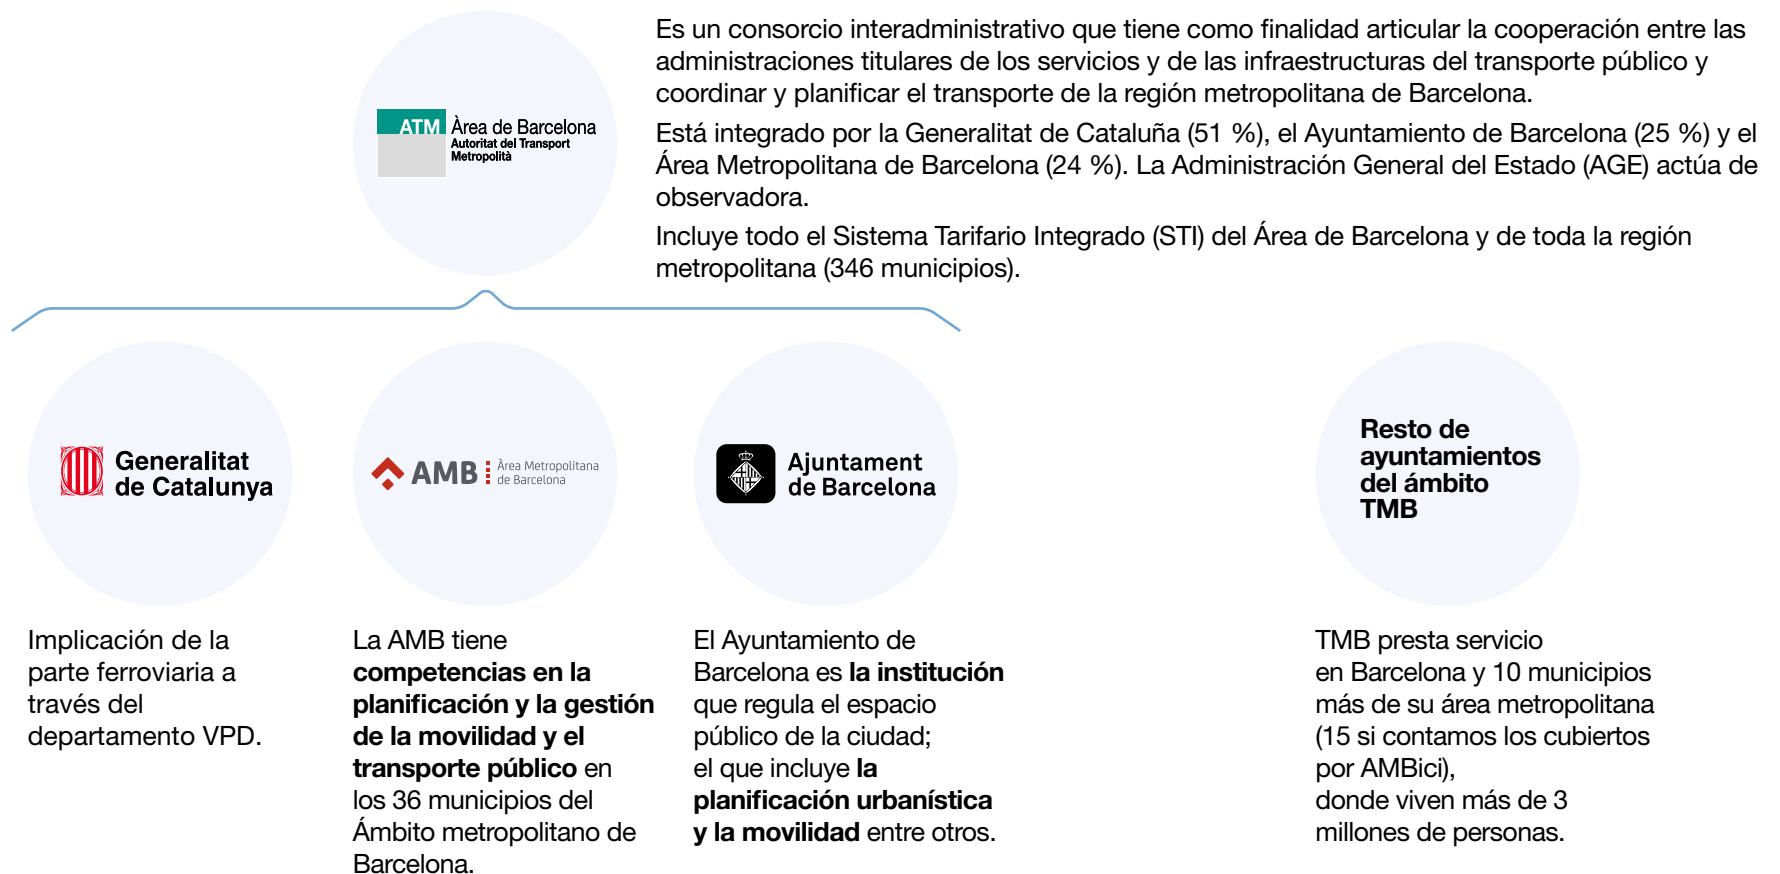 ATM
Àrea de Barcelona
Autoritat del Transport
Metropolità
Es un consorcio interadministrativo que tiene como finalidad articular la cooperación entre las
administraciones titulares de los servicios y de las infraestructuras del transporte público y
coordinar y planificar el transporte de la región metropolitana de Barcelona.
Está integrado por la Generalitat de Cataluña (51 %), el Ayuntamiento de Barcelona (25 %) y el
Área Metropolitana de Barcelona (24 %). La Administración General del Estado (AGE) actúa de
observadora.
Incluye todo el Sistema Tarifario Integrado (STI) del Área de Barcelona y de toda la región
metropolitana (346 municipios).
Generalitat
de Catalunya
Implicación de la
parte ferroviaria a
través del
departamento VPD.
AMB
Àrea Metropolitana
de Barcelona
La AMB tiene
competencias en la
planificación y la gestión
de la movilidad y el
transporte público en
los 36 municipios del
Ámbito metropolitano de
Barcelona.
Ajuntament
de Barcelona
El Ayuntamiento de
Barcelona es la institución
que regula el espacio
público de la ciudad;
el que incluye la
planificación urbanística
y la movilidad entre otros.
Resto de
ayuntamientos
del ámbito
TMB
TMB presta servicio
en Barcelona y 10 municipios
más de su área metropolitana
(15 si contamos los cubiertos
por AMBici),
donde viven más de 3
millones de personas.